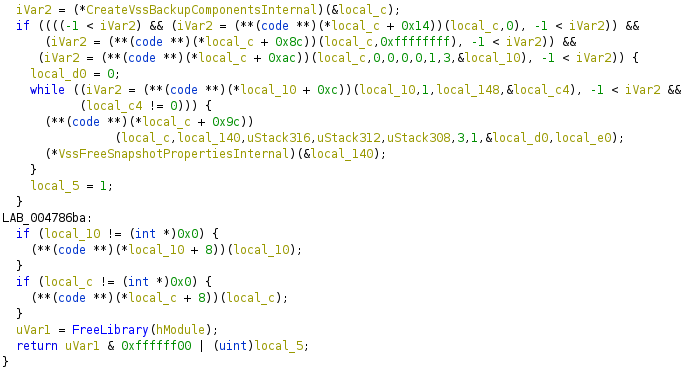 iVar2 = (*CreateVssBackupComponentsInternal)(&local_c);
if ((((-1 < iVar2) && (iVar2 = (**(code **)(*local_c + 0x14))(local_c,0), -1 < iVar2)) &&
(iVar2 = (**(code **)(*local_c + 0x8c))(local_c,0xffffffff), -1 < iVar2)) &&
(iVar2 = (**(code **)(*local_c + 0xac))(local_c,0,0,0,0,1,3,&local_10), -1 < iVar2)) {
local_d0 = 0;
while ((iVar2 = (**(code **)(*local_10 + 0xc))(local_10,1,local_148,&local_c4), -1 < iVar2 &&
(local_c4 != 0))) {
(**(code **)(*local_c + 0x9c))
(local_c,local_140,uStack316,uStack312,uStack308,3,1,&local_d0,local_e0);
(*VssFreeSnapshotPropertiesInternal)(&local_140);
}
local_5 = 1;
}
LAB_004786ba:
if (local_10 != (int *)0x0) {
(**(code **)(*local_10 + 8))(local_10);
}
if (local_c != (int *)0x0) {
(**(code **)(*local_c + 8))(local_c);
}
uVar1 = FreeLibrary(hModule);
return uVar1 & 0xffffff00 | (uint)local_5;
}